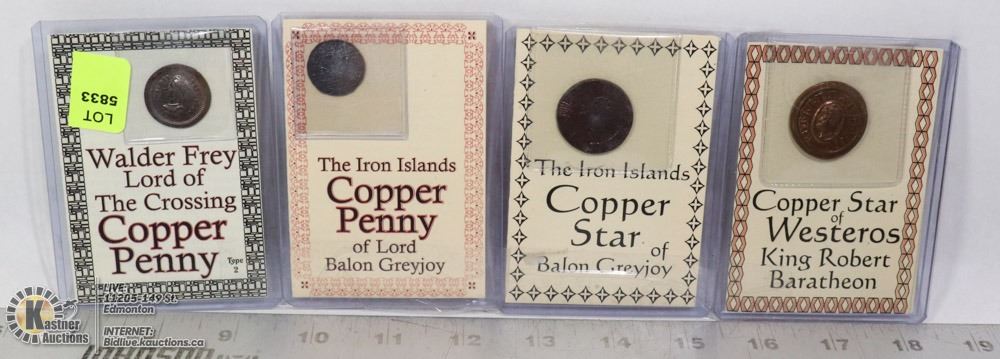 LOT
5833
Walder Frey
Lord of
The Crossing
Copper
Penny
Type
2
The Iron Islands
Copper
Penny
of Lord
Balon Greyjoy
The Iron Islands
Copper
Star
of
Balon Greyjoy
Copper Star
of
Westeros
King Robert
Baratheon
Kastner
Auctions
LIVE:
11205-149 St.
Edmonton
INTERNET:
Bidlive.kautions.ca
9 10 11 12 13 14 15 16 17 18 19